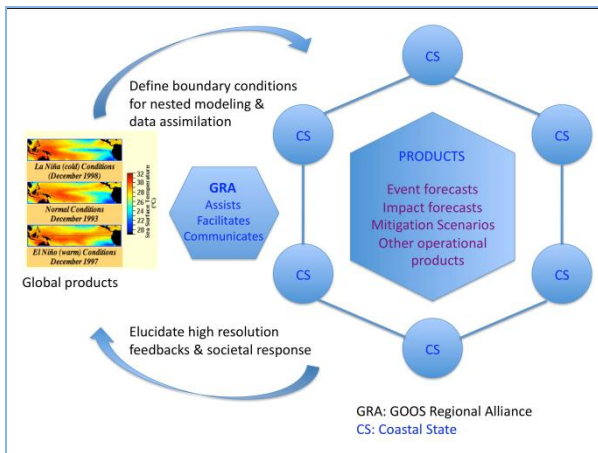 CS
Define boundary conditions
for nested modeling &
data assimilation
CS
CS
La Niña (cold) Conditions
(December 1998)
Normal Conditions
December 1993
El Niño (warm) Conditions
December 1997
32
30
28
26
28
Sea Surface Temperature
(°C)
Global products
GRA
Assists
Facilitates
Communicates
PRODUCTS
Event forecasts
Impact forecasts
Mitigation Scenarios
Other operational
products
CS
CS
Elucidate high resolution
feedbacks & societal response
CS
GRA: GOOS Regional Alliance
CS: Coastal State